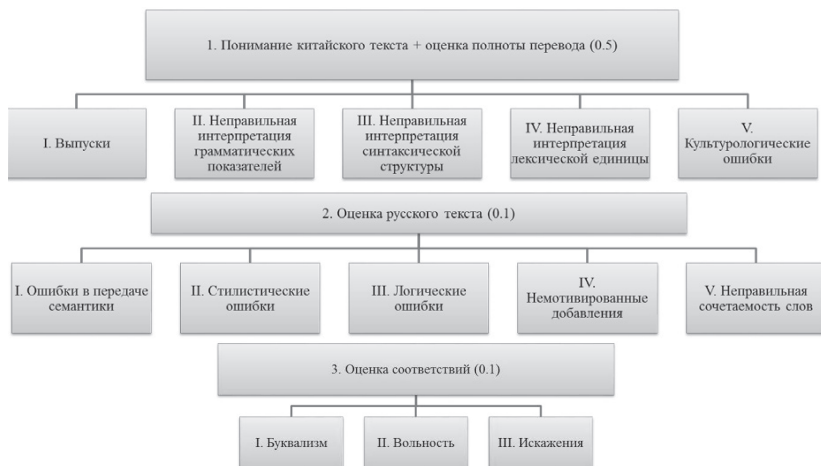 1. Понимание китайского текста + оценка полноты перевода (0.5)
I. Выпуски
II. Неправильная
интерпретация
грамматических
показателей
III. Неправильная
интерпретация
синтаксической
структуры
IV. Неправильная
интерпретация
лексической единицы
V.
Культурологические
ошибки
2. Оценка русского текста (0.1)
I. Ошибки в передаче
семантики
II. Стилистические
ошибки
III. Логические
ошибки
IV.
Немотивированные
добавления
V. Неправильная
сочетаемость слов
3. Оценка соответствий (0.1)
I. Буквализм
II. Вольность
III. Искажения